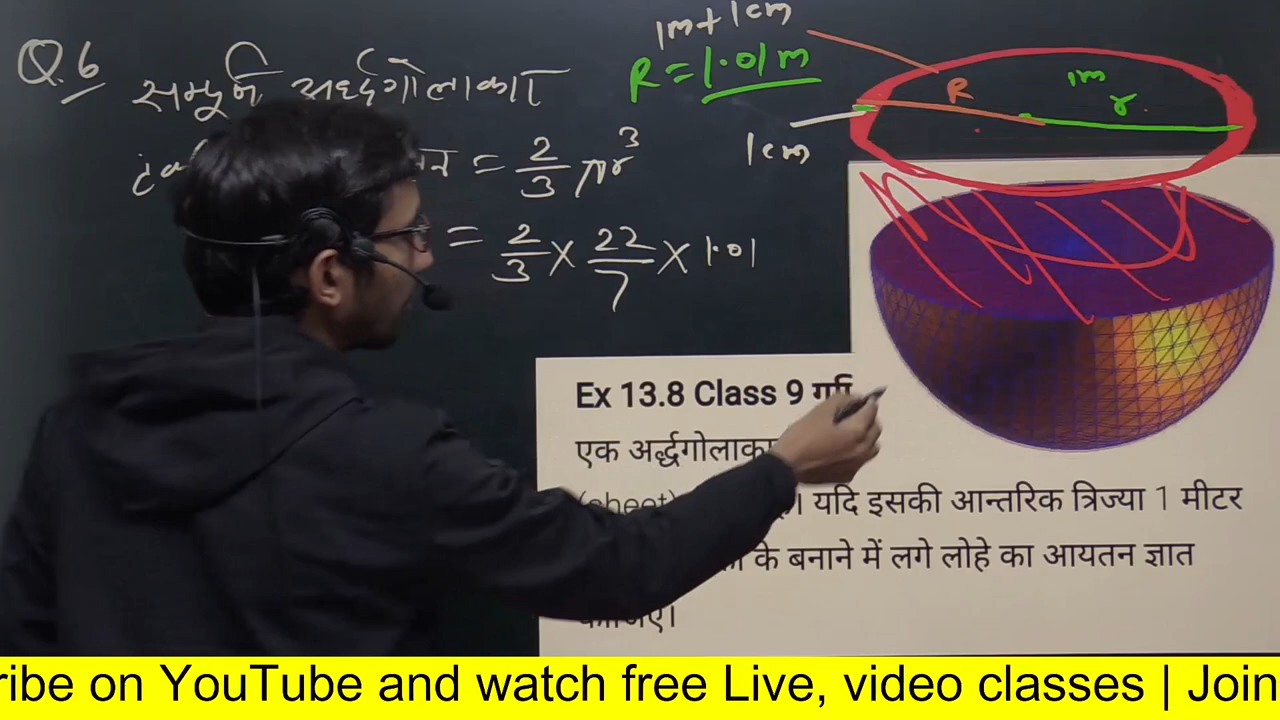 Q.6
सम्पूर्ण अर्धगोलाकार
= 2/3 πr³
= 2/3 × 22/7 × 1.01
1m+1cm
R = 1.01m
R
1m
r
1cm
Ex 13.8 Class 9
एक अर्द्धगोलाका
(sheet) यदि इसकी आन्तरिक त्रिज्या 1 मीटर
के बनाने में लगे लोहे का आयतन ज्ञात
ribe on YouTube and watch free Live, video classes | Join